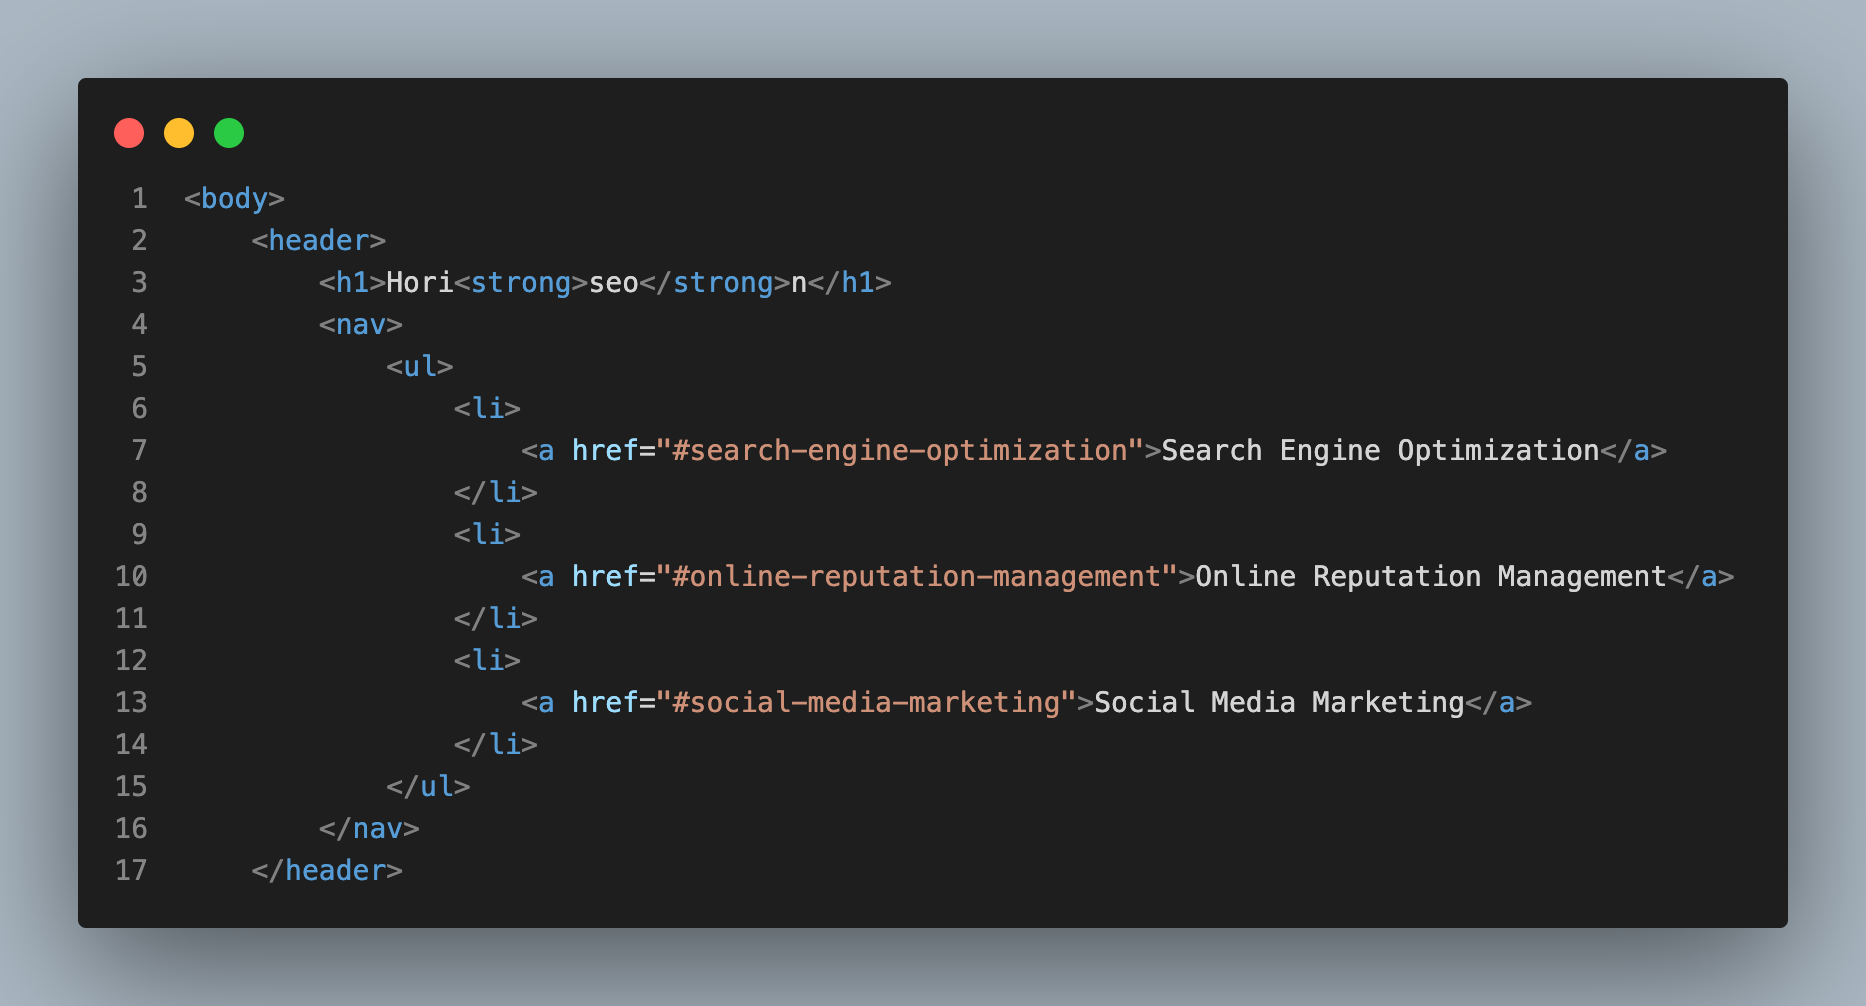 1 <body>
2     <header>
3         <h1>Hori<strong>seo</strong>n</h1>
4         <nav>
5             <ul>
6                 <li>
7                     <a href="#search-engine-optimization">Search Engine Optimization</a>
8                 </li>
9                 <li>
10                     <a href="#online-reputation-management">Online Reputation Management</a>
11                 </li>
12                 <li>
13                     <a href="#social-media-marketing">Social Media Marketing</a>
14                 </li>
15             </ul>
16         </nav>
17     </header>